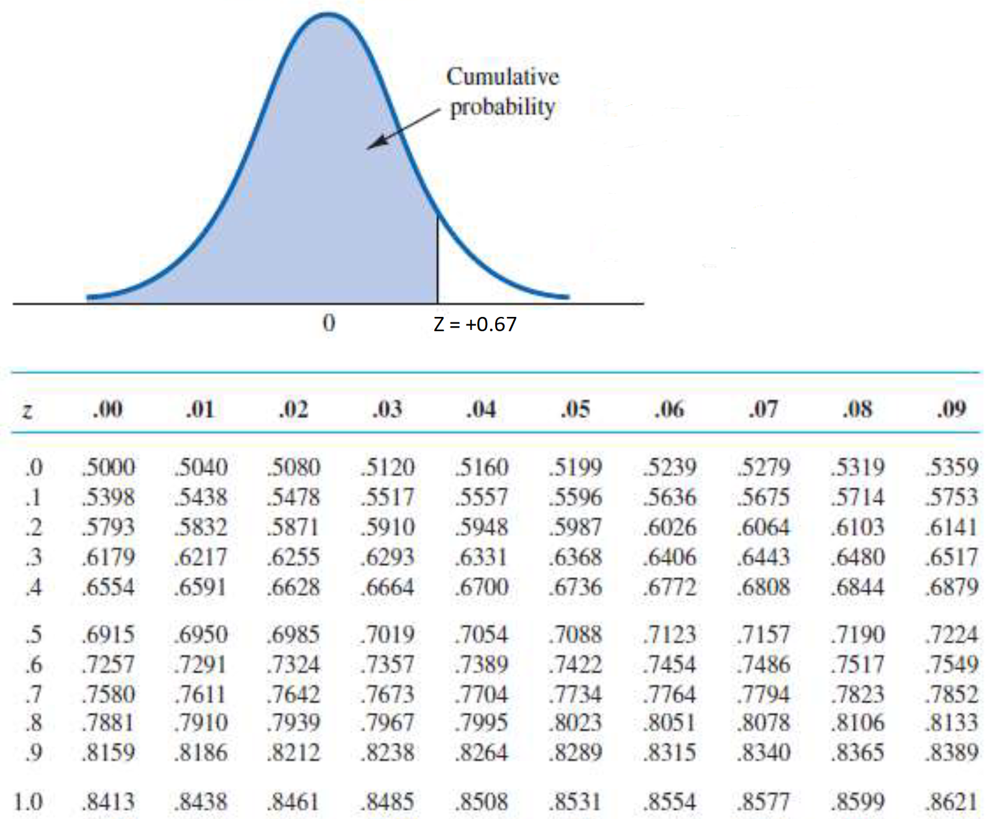 Cumulative
probability
0
Z = +0.67
z .00 .01 .02 .03 .04 .05 .06 .07 .08 .09
.0 .5000 .5040 .5080 .5120 .5160 .5199 .5239 .5279 .5319 .5359
.1 .5398 .5438 .5478 .5517 .5557 .5596 .5636 .5675 .5714 .5753
.2 .5793 .5832 .5871 .5910 .5948 .5987 .6026 .6064 .6103 .6141
.3 .6179 .6217 .6255 .6293 .6331 .6368 .6406 .6443 .6480 .6517
.4 .6554 .6591 .6628 .6664 .6700 .6736 .6772 .6808 .6844 .6879
.5 .6915 .6950 .6985 .7019 .7054 .7088 .7123 .7157 .7190 .7224
.6 .7257 .7291 .7324 .7357 .7389 .7422 .7454 .7486 .7517 .7549
.7 .7580 .7611 .7642 .7673 .7704 .7734 .7764 .7794 .7823 .7852
.8 .7881 .7910 .7939 .7967 .7995 .8023 .8051 .8078 .8106 .8133
.9 .8159 .8186 .8212 .8238 .8264 .8289 .8315 .8340 .8365 .8389
1.0 .8413 .8438 .8461 .8485 .8508 .8531 .8554 .8577 .8599 .8621